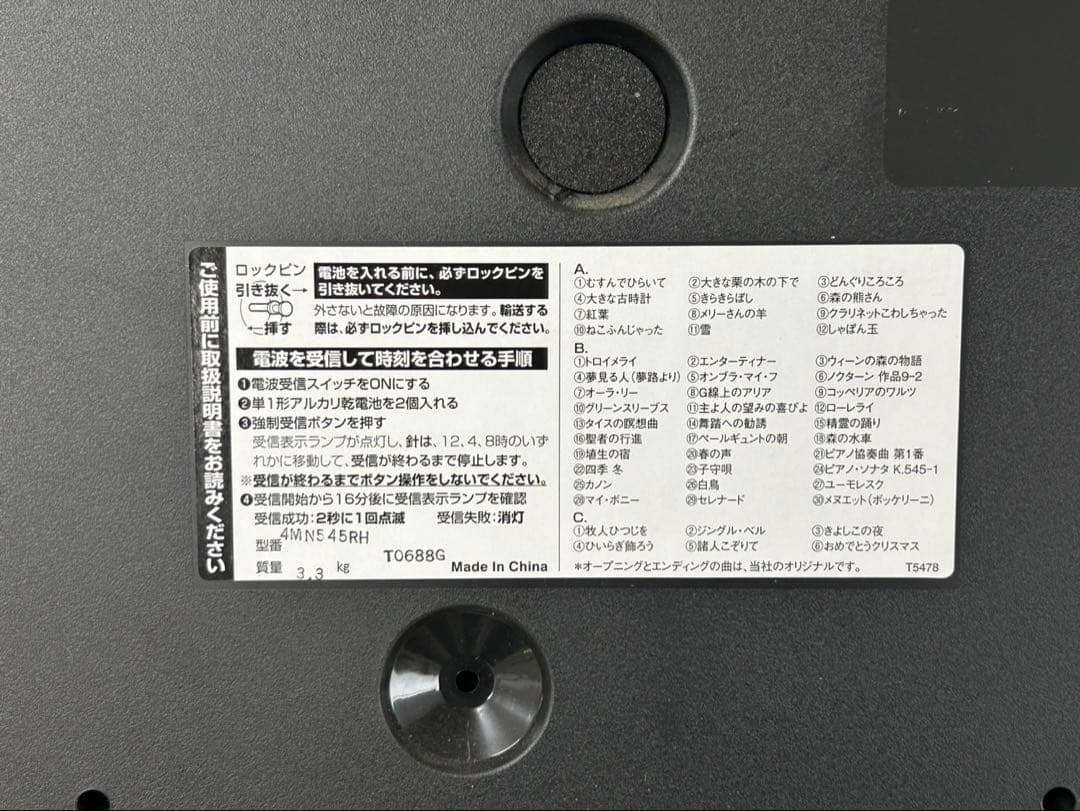 ご使用前に取扱説明書をお読みください
ロックピン
引き抜く→
挿す
電池を入れる前に、必ずロックピンを
引き抜いてください。
外さないと故障の原因になります。輸送する
際は、必ずロックピンを挿し込んでください。
電波を受信して時刻を合わせる手順
❶電波受信スイッチをONにする
❷単1形アルカリ乾電池を2個入れる
❸強制受信ボタンを押す
受信表示ランプが点灯し、針は、12、4、8時のいず
れかに移動して、受信が終わるまで停止します。
※受信が終わるまでボタン操作をしないでください。
❹受信開始から16分後に受信表示ランプを確認
受信成功：2秒に1回点滅 受信失敗：消灯
型番 4MN545RH
T0688G
質量 3.3 kg
Made In China
A.
①むすんでひらいて ②大きな栗の木の下で ③どんぐりころころ
④大きな古時計 ⑤きらきらぼし ⑥森の熊さん
⑦紅葉 ⑧メリーさんの羊 ⑨クラリネットこわしちゃった
⑩ねこふんじゃった ⑪雪 ⑫しゃぼん玉
B.
①トロイメライ ②エンターティナー ③ウィーンの森の物語
④夢見る人(夢路より) ⑤オンブラ・マイ・フ ⑥ノクターン 作品9-2
⑦オーラ・リー ⑧G線上のアリア ⑨コッペリアのワルツ
⑩グリーンスリーブス ⑪主よ人の望みの喜びよ ⑫ローレライ
⑬タイスの瞑想曲 ⑭舞踏への勧誘 ⑮精霊の踊り
⑯聖者の行進 ⑰ペールギュントの朝 ⑱森の水車
⑲埴生の宿 ⑳春の声 ㉑ピアノ協奏曲 第1番
㉒四季 冬 ㉓子守唄 ㉔ピアノ・ソナタ K.545-1
㉕カノン ㉖白鳥 ㉗ユーモレスク
㉘マイ・ボニー ㉙セレナード ㉚メヌエット(ボッケリーニ)
C.
①牧人ひつじを ②ジングル・ベル ③きよしこの夜
④ひいらぎ飾ろう ⑤諸人こぞりて ⑥おめでとうクリスマス
＊オープニングとエンディングの曲は、当社のオリジナルです。 T5478